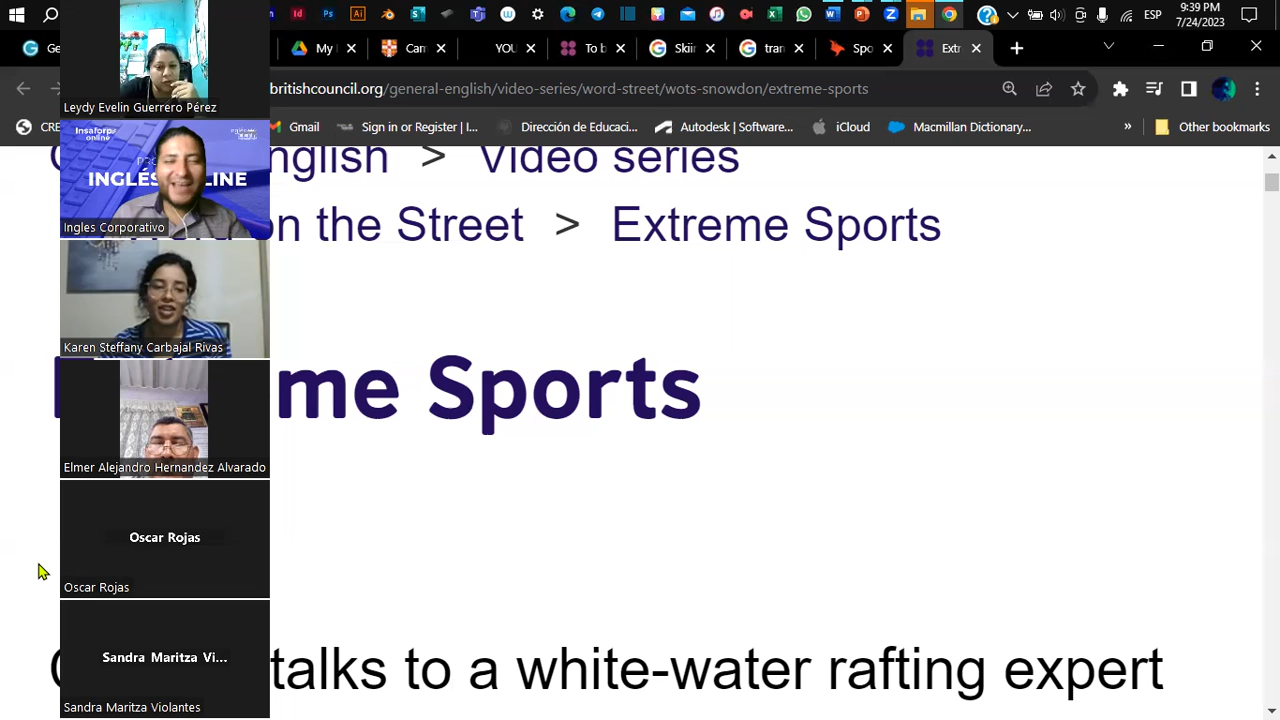 9:39 PM
ESP
7/24/2023
Ge
My
Can
YOU
To b
Skiin
tran
Spo
Extr
britishcouncil.org/general-english/video-series/word-street/wots-snowdon/extreme-sports
CRE
Gmail
Sign in or Register | I...
Dirección de Educaci...
Autodesk | Software...
iCloud
Macmillan Dictionary...
»
Other bookmarks
nglish > Video series
on the Street > Extreme Sports
me Sports
talks to a white-water rafting expert
Leydy Evelin Guerrero Pérez
Insaforp
online
INGLÉS LINE
Ingles Corporativo
Karen Steffany Carbajal Rivas
Elmer Alejandro Hernandez Alvarado
Oscar Rojas
Oscar Rojas
Sandra Maritza Vi...
Sandra Maritza Violantes